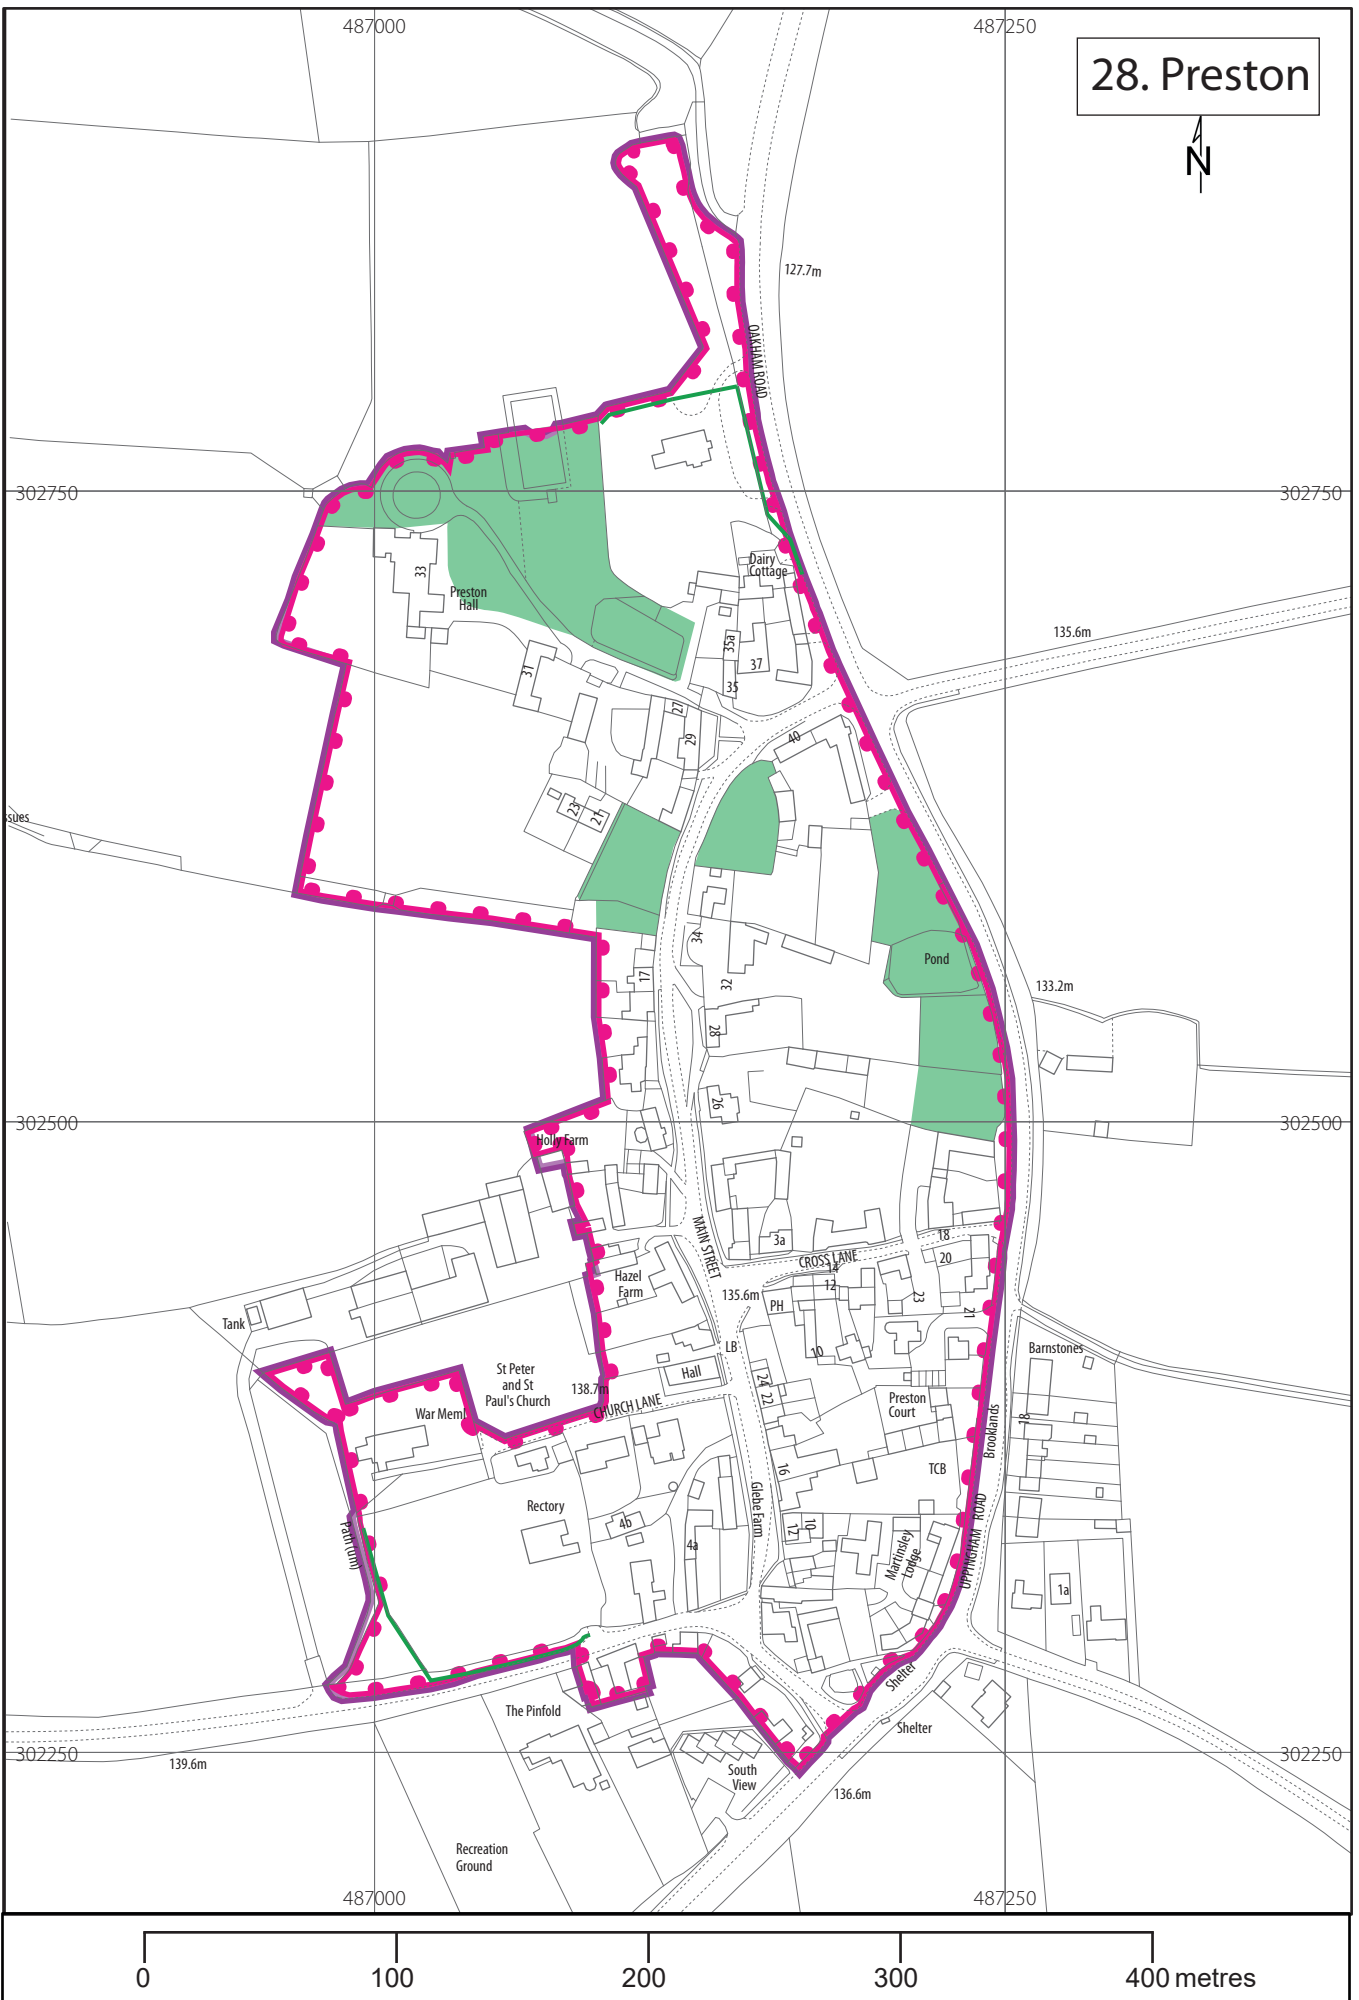 487000
487250
28. Preston
N
127.7m
OAKHAM ROAD
302750
302750
Dairy
Cottage
33
Preston
Hall
135.6m
35a
37
31
35
27
29
40
23
21
ssues
34
Pond
17
32
133.2m
28
26
302500
302500
Holly Farm
MAIN STREET
3a
18
CROSS LANE
14
20
Hazel
Farm
12
135.6m
23
PH
21
Tank
LB
10
Barnstones
St Peter
and St
Paul's Church
Hall
24
22
138.7m
CHURCH LANE
War Meml
Preston
Court
Brooklands
18
TCB
16
Rectory
Glebe Farm
UPPINGHAM ROAD
4b
10
12
Path (um)
4a
Martinsley
Lodge
1a
Shelter
The Pinfold
Shelter
302250
302250
139.6m
South
View
136.6m
Recreation
Ground
487000
487250
0
100
200
300
400 metres